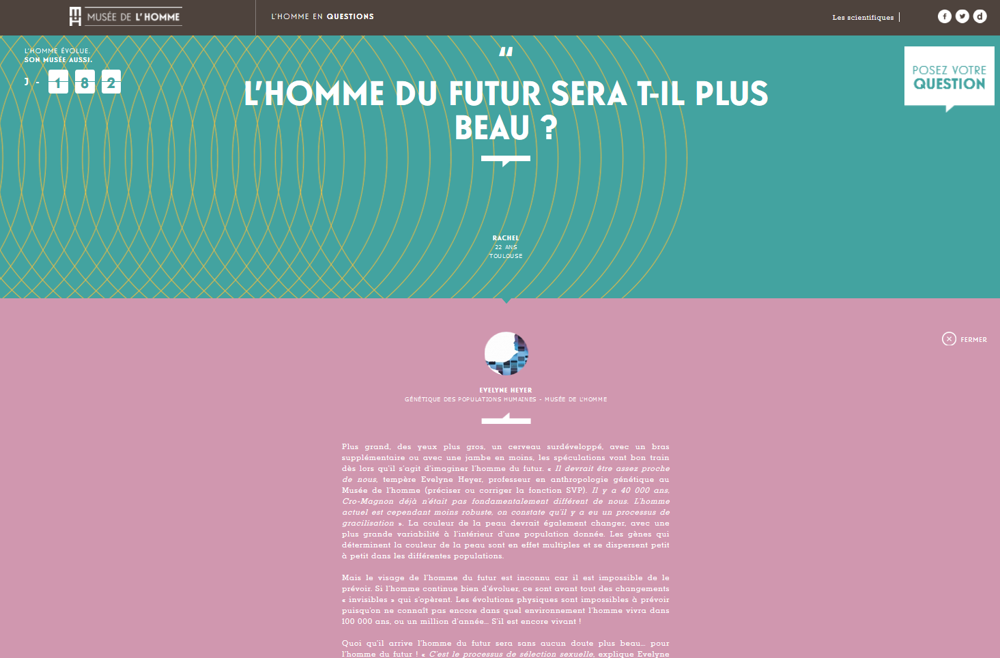 MUSÉE DE L'HOMME
L'HOMME EN QUESTIONS
Les scientifiques
L'HOMME ÉVOLUE.
SON MUSÉE AUSSI.
J - 1 8 2
"
L'HOMME DU FUTUR SERA T-IL PLUS
BEAU ?
POSEZ VOTRE
QUESTION
RACHEL
22 ANS
TOULOUSE
FERMER
EVELYNE HEYER
GÉNÉTIQUE DES POPULATIONS HUMAINES - MUSÉE DE L'HOMME
Plus grand, des yeux plus gros, un cerveau surdéveloppé, avec un bras
supplémentaire ou avec une jambe en moins, les spéculations vont bon train
dès lors qu'il s'agit d'imaginer l'homme du futur. « Il devrait être assez proche
de nous, tempère Evelyne Heyer, professeur en anthropologie génétique au
Musée de l'homme (préciser ou corriger la fonction SVP). Il y a 40 000 ans,
Cro-Magnon déjà n'était pas fondamentalement différent de nous. L'homme
actuel est cependant moins robuste, on constate qu'il y a eu un processus de
gracilisation ». La couleur de la peau devrait également changer, avec une
plus grande variabilité à l'intérieur d'une population donnée. Les gènes qui
déterminent la couleur de la peau sont en effet multiples et se dispersent petit
à petit dans les différentes populations.
Mais le visage de l'homme du futur est inconnu car il est impossible de le
prévoir. Si l'homme continue bien d'évoluer, ce sont avant tout des changements
« invisibles » qui s'opèrent. Les évolutions physiques sont impossibles à prévoir
puisqu'on ne connaît pas encore dans quel environnement l'homme vivra dans
100 000 ans, ou un million d'année... S'il est encore vivant !
Quoi qu'il arrive l'homme du futur sera sans aucun doute plus beau... pour
l'homme du futur ! « C'est le processus de sélection sexuelle, explique Evelyne